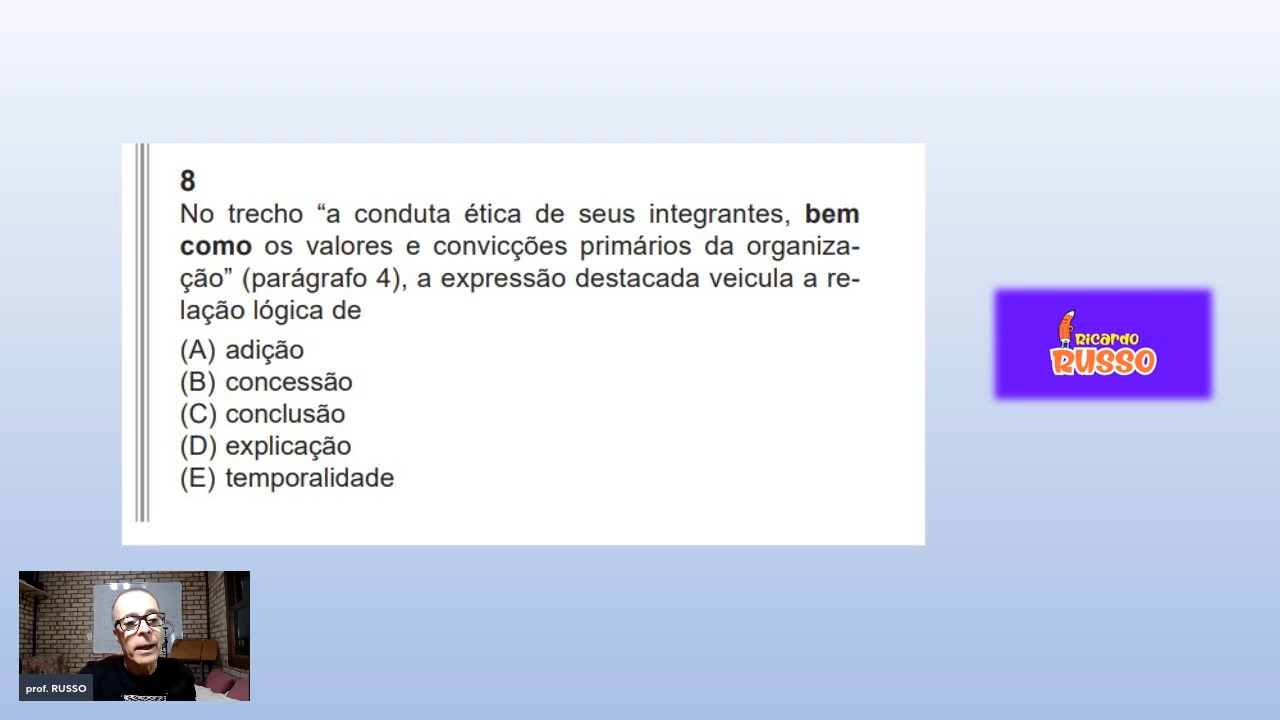 8
No trecho “a conduta ética de seus integrantes, bem
como os valores e convicções primários da organiza-
ção” (parágrafo 4), a expressão destacada veicula a re-
lação lógica de
(A) adição
(B) concessão
(C) conclusão
(D) explicação
(E) temporalidade
Ricardo
RUSSO
prof. RUSSO